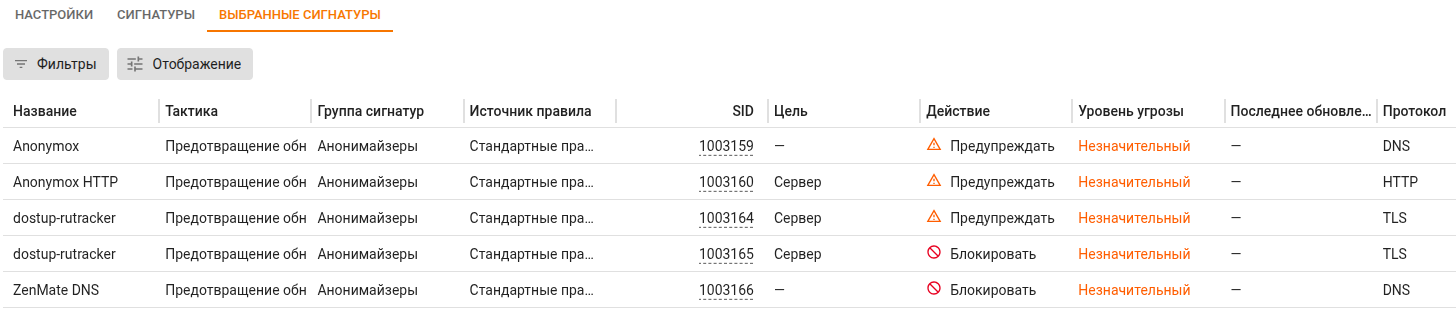 НАСТРОЙКИ СИГНАТУРЫ ВЫБРАННЫЕ СИГНАТУРЫ
Фильтры Отображение
Название Тактика Группа сигнатур Источник правила SID Цель Действие Уровень угрозы Последнее обновле... Протокол
Anonymox Предотвращение обн Анонимайзеры Стандартные пра... 1003159 — Предупреждать Незначительный — DNS
Anonymox HTTP Предотвращение обн Анонимайзеры Стандартные пра... 1003160 Сервер Предупреждать Незначительный — HTTP
dostup-rutracker Предотвращение обн Анонимайзеры Стандартные пра... 1003164 Сервер Предупреждать Незначительный — TLS
dostup-rutracker Предотвращение обн Анонимайзеры Стандартные пра... 1003165 Сервер Блокировать Незначительный — TLS
ZenMate DNS Предотвращение обн Анонимайзеры Стандартные пра... 1003166 — Блокировать Незначительный — DNS